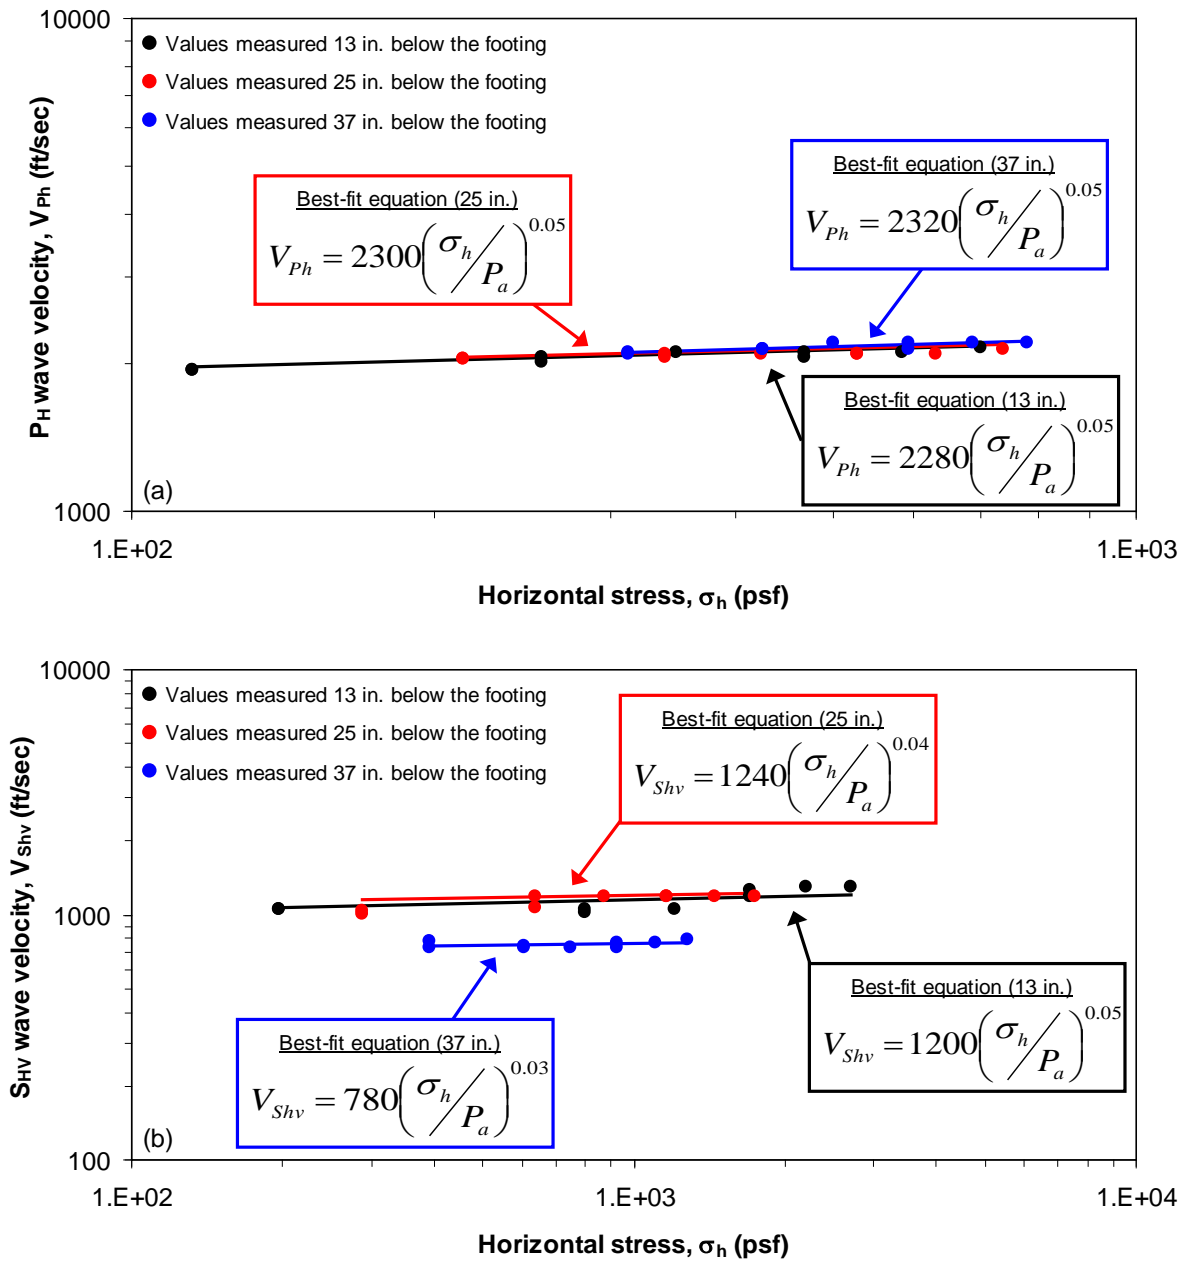 10000
Values measured 13 in. below the footing
Values measured 25 in. below the footing
Values measured 37 in. below the footing
Best-fit equation (25 in.)
V_Ph = 2300(σ_h/P_a)^0.05
Best-fit equation (37 in.)
V_Ph = 2320(σ_h/P_a)^0.05
Best-fit equation (13 in.)
V_Ph = 2280(σ_h/P_a)^0.05
P_H wave velocity, V_Ph (ft/sec)
(a)
1000
1.E+02
1.E+03
Horizontal stress, σ_h (psf)
10000
Values measured 13 in. below the footing
Values measured 25 in. below the footing
Values measured 37 in. below the footing
Best-fit equation (25 in.)
V_Shv = 1240(σ_h/P_a)^0.04
S_HV wave velocity, V_Shv (ft/sec)
1000
Best-fit equation (13 in.)
V_Shv = 1200(σ_h/P_a)^0.05
Best-fit equation (37 in.)
V_Shv = 780(σ_h/P_a)^0.03
(b)
100
1.E+02
1.E+03
1.E+04
Horizontal stress, σ_h (psf)